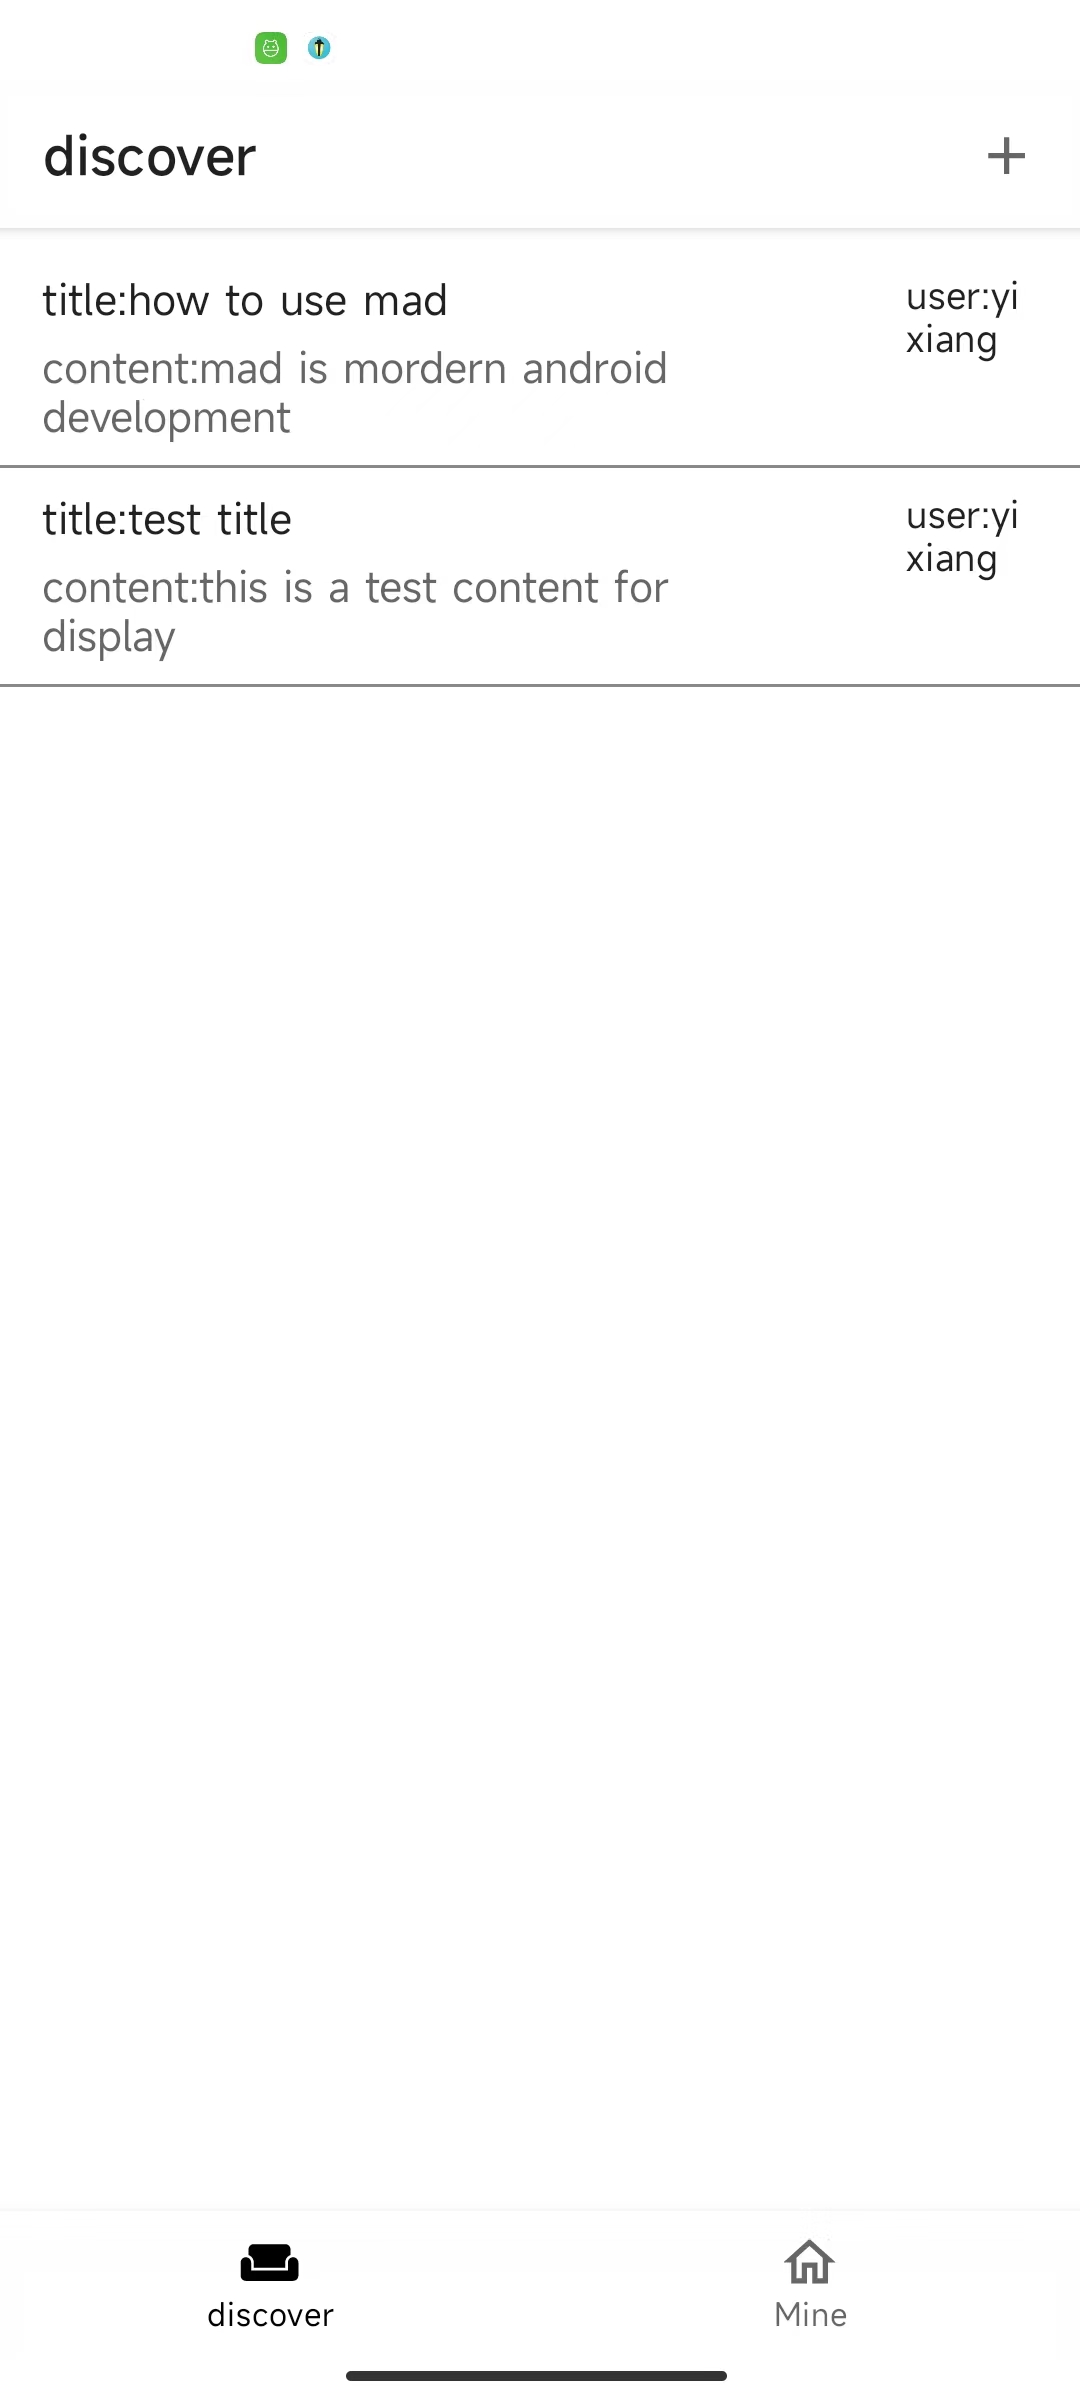 discover
title:how to use mad
user:yi
xiang
content:mad is mordern android
development
title:test title
user:yi
xiang
content:this is a test content for
display
discover
Mine